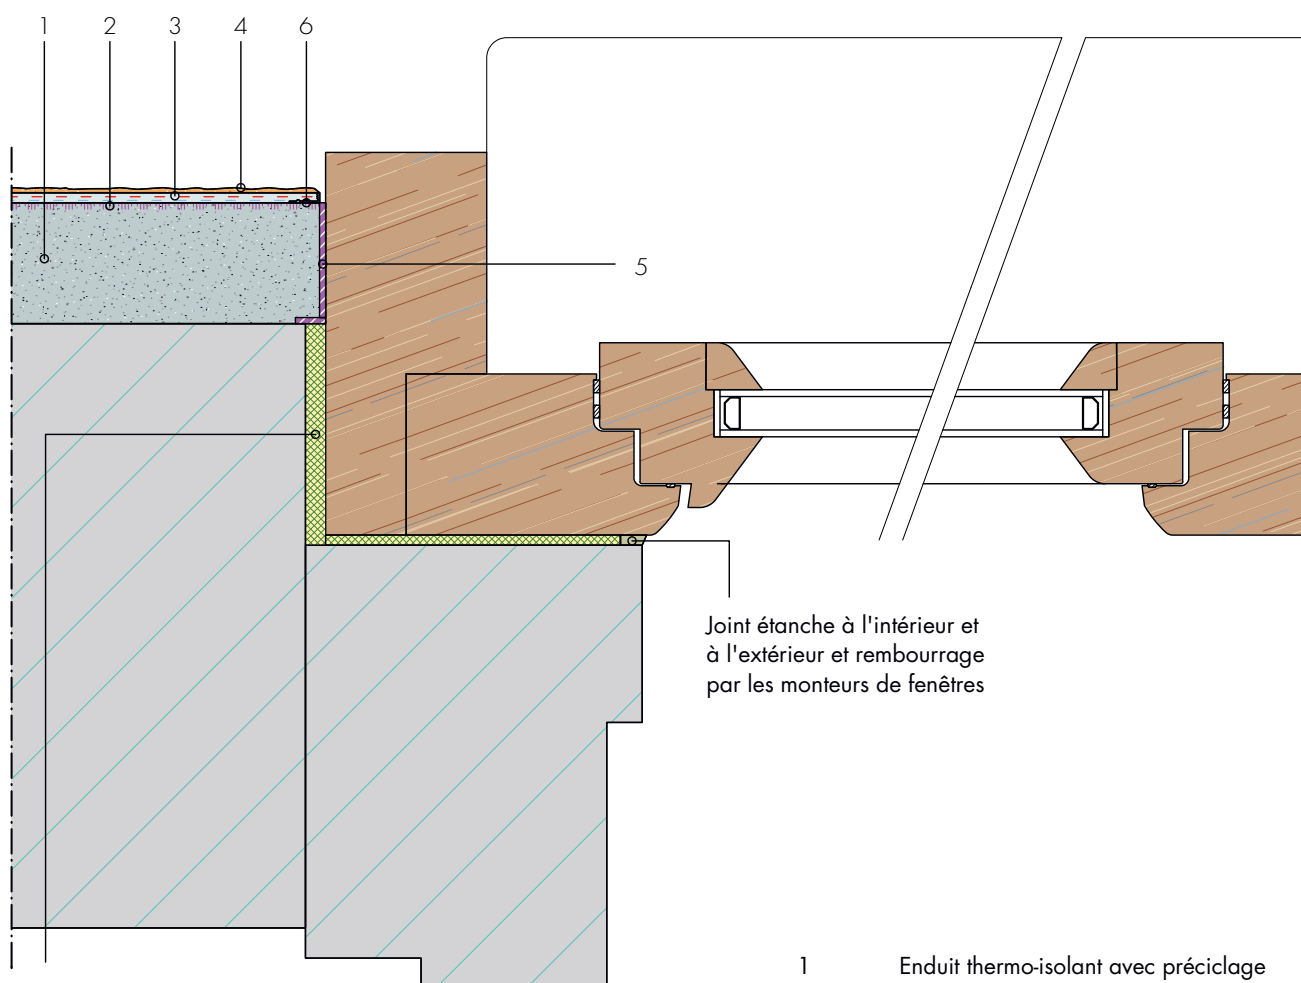 1 2 3 4 6
5
Joint étanche à l'intérieur et
à l'extérieur et rembourrage
par les monteurs de fenêtres
1 Enduit thermo-isolant avec préciclage